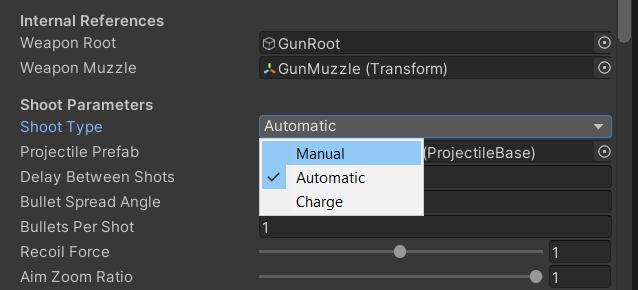 Internal References
Weapon Root GunRoot
Weapon Muzzle GunMuzzle (Transform)
Shoot Parameters
Shoot Type Automatic
Manual
Automatic
Charge
Projectile Prefab (ProjectileBase)
Delay Between Shots
Bullet Spread Angle
Bullets Per Shot 1
Recoil Force 1
Aim Zoom Ratio 1